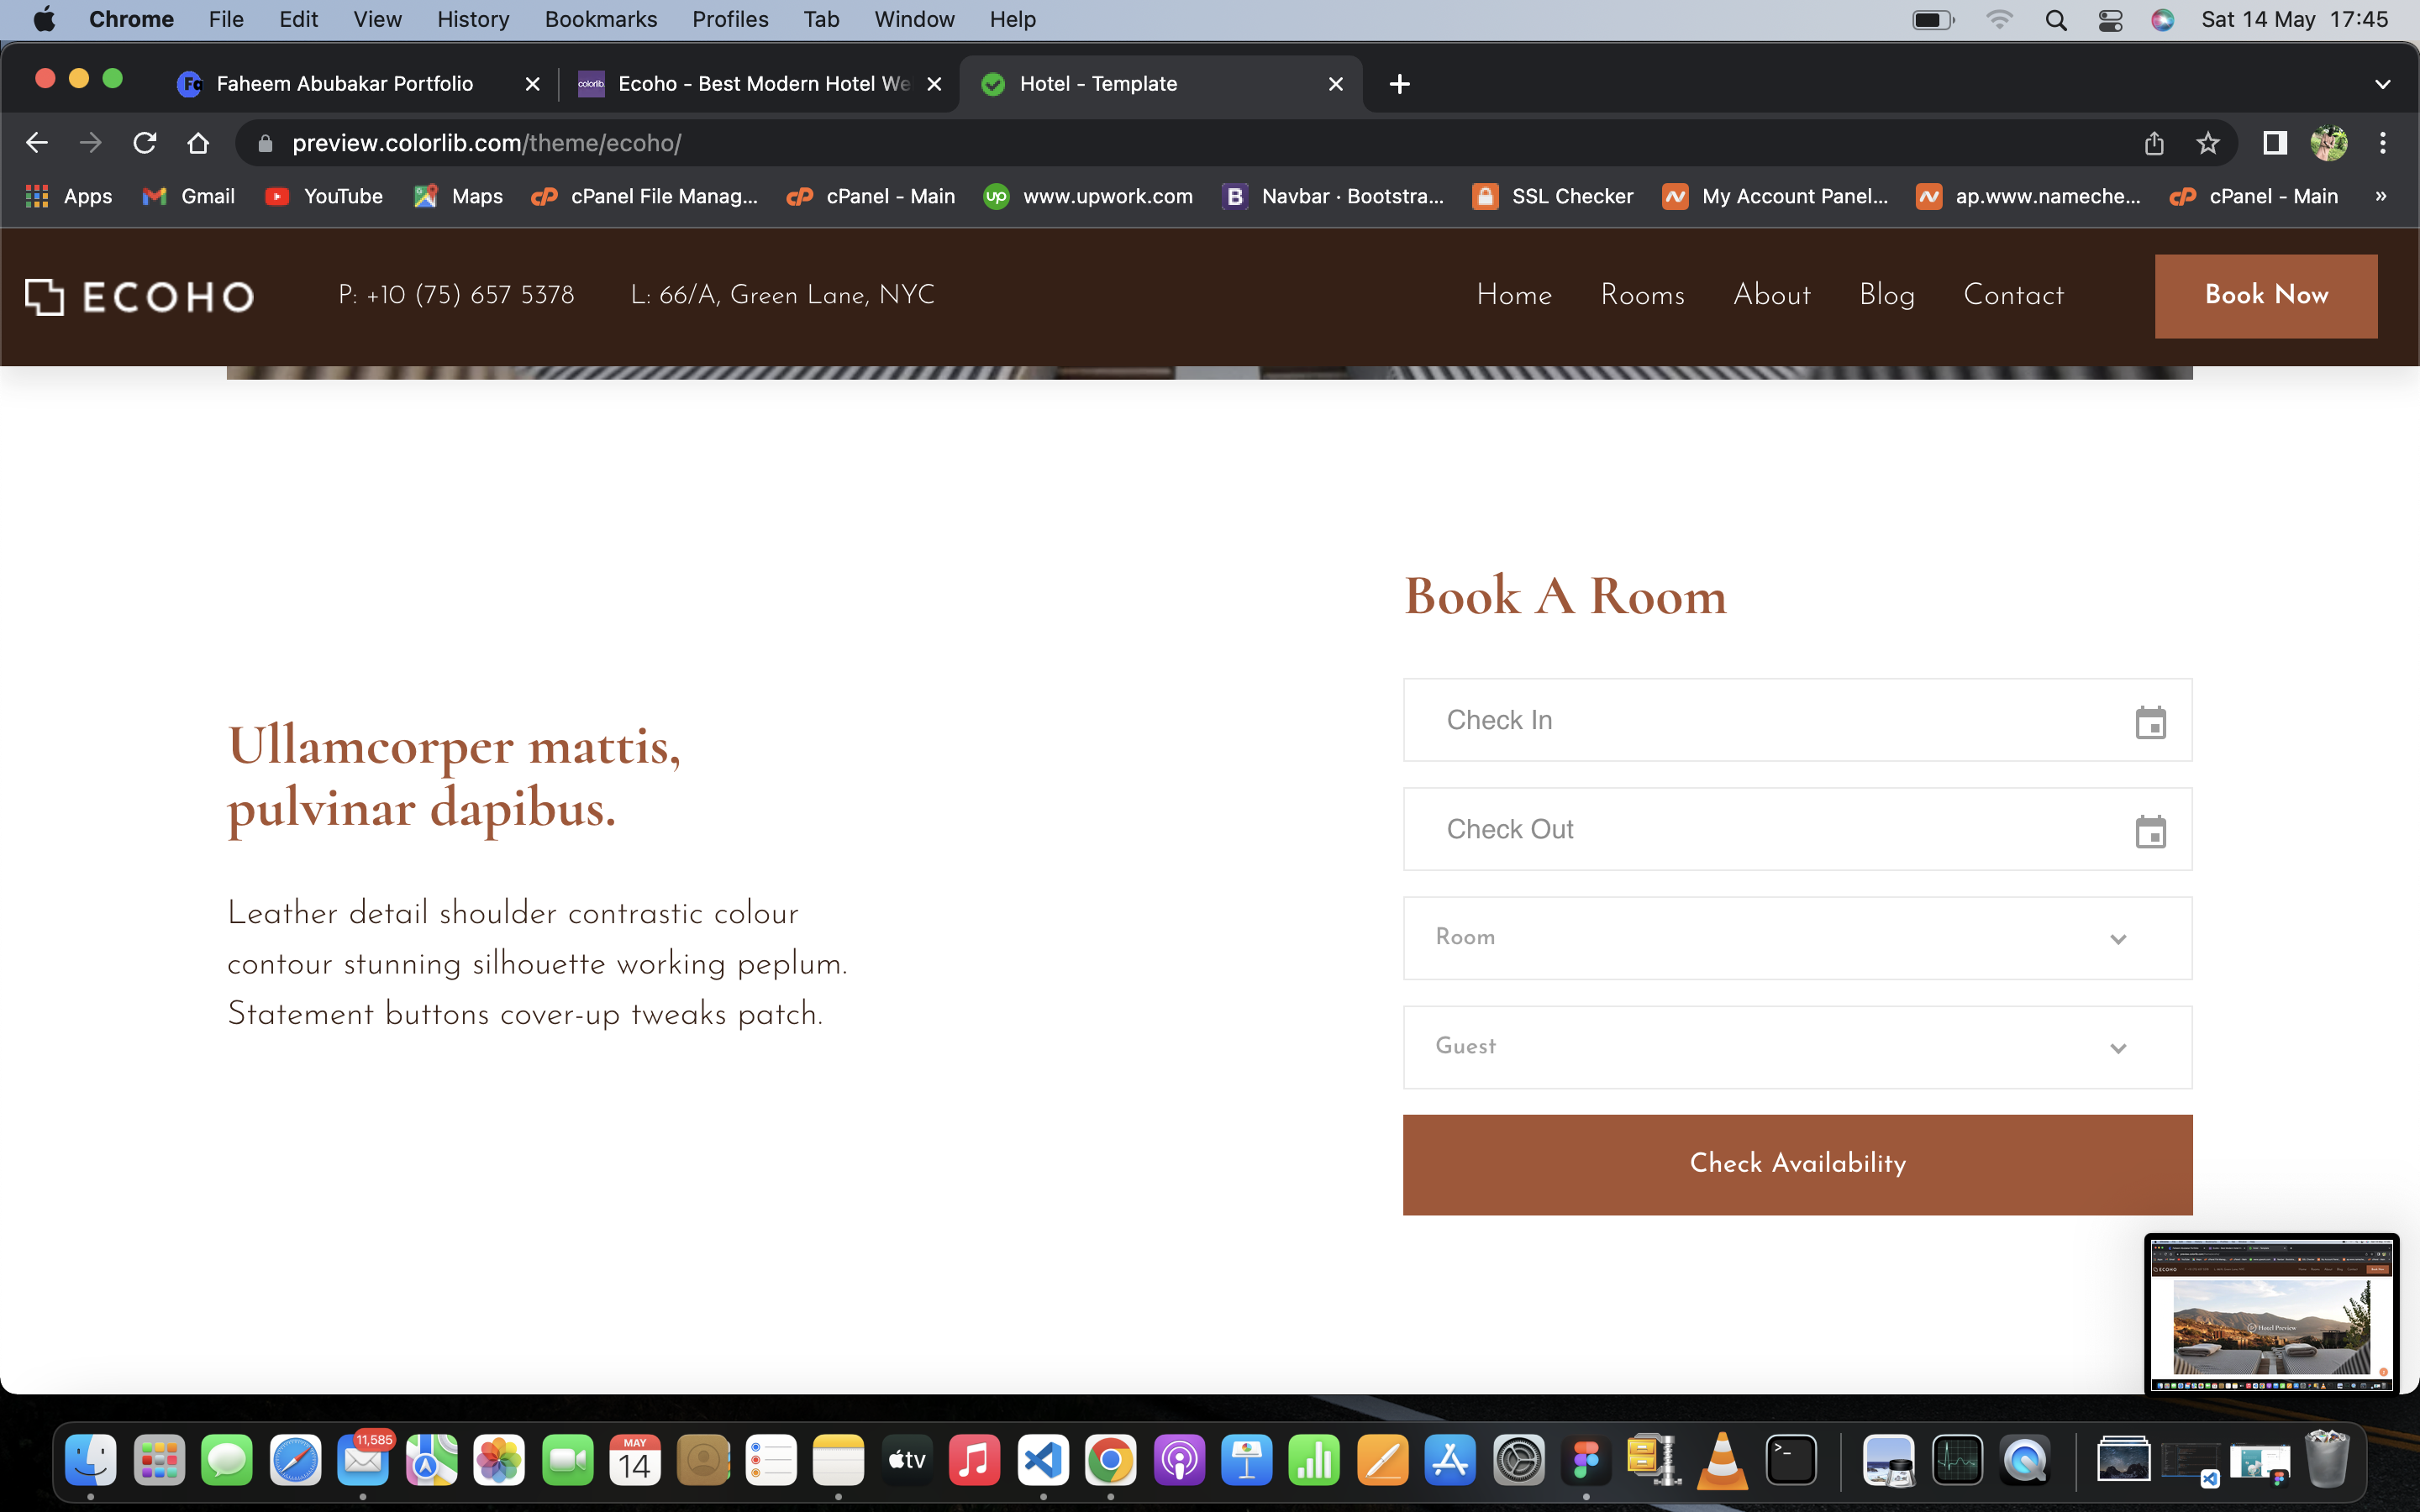 Chrome File Edit View History Bookmarks Profiles Tab Window Help Sat 14 May 17:45
Faheem Abubakar Portfolio Ecoho - Best Modern Hotel We Hotel - Template
preview.colorlib.com/theme/ecoho/
Apps Gmail YouTube Maps cPanel File Manag... cPanel - Main www.upwork.com Navbar · Bootstra... SSL Checker My Account Panel... ap.www.nameche... cPanel - Main »
ECOHO P: +10 (75) 657 5378 L: 66/A, Green Lane, NYC Home Rooms About Blog Contact Book Now
Book A Room
Check In
Check Out
Room
Guest
Check Availability
Ullamcorper mattis,
pulvinar dapibus.
Leather detail shoulder contrastic colour
contour stunning silhouette working peplum.
Statement buttons cover-up tweaks patch.
Hotel Preview
11,585
MAY
14
tv